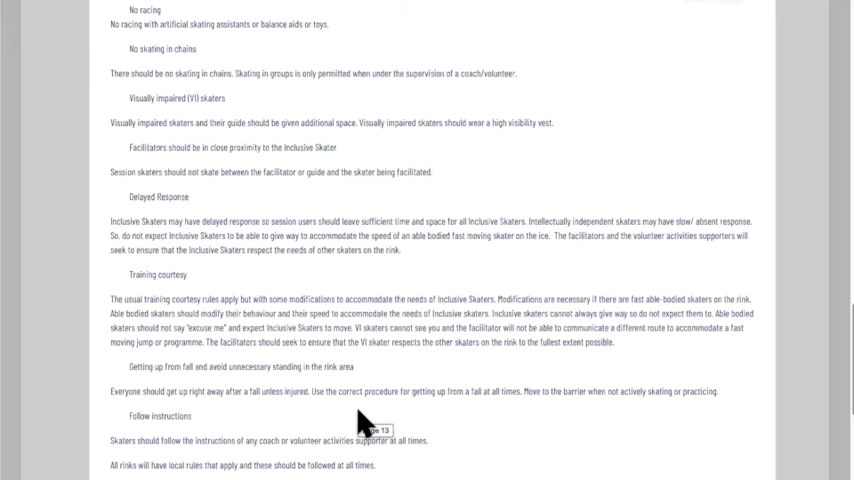 No racing
No racing with artificial skating assistants or balance aids or toys.
No skating in chains
There should be no skating in chains. Skating in groups is only permitted when under the supervision of a coach/volunteer.
Visually impaired (VI) skaters
Visually impaired skaters and their guide should be given additional space. Visually impaired skaters should wear a high visibility vest.
Facilitators should be in close proximity to the Inclusive Skater
Session skaters should not skate between the facilitator or guide and the skater being facilitated.
Delayed Response
Inclusive Skaters may have delayed response so session users should leave sufficient time and space for all Inclusive Skaters. Intellectually independent skaters may have slow/ absent response.
So, do not expect Inclusive Skaters to be able to give way to accommodate the speed of an able bodied fast moving skater on the ice. The facilitators and the volunteer activities supporters will
seek to ensure that the Inclusive Skaters respect the needs of other skaters on the rink.
Training courtesy
The usual training courtesy rules apply but with some modifications to accommodate the needs of Inclusive Skaters. Modifications are necessary if there are fast able-bodied skaters on the rink.
Able bodied skaters should modify their behaviour and their speed to accommodate the needs of Inclusive skaters. Inclusive skaters cannot always give way so do not expect them to. Able bodied
skaters should not say "excuse me" and expect Inclusive Skaters to move. VI skaters cannot see you and the facilitator will not be able to communicate a different route to accommodate a fast
moving jump or programme. The facilitators should seek to ensure that the VI skater respects the other skaters on the rink to the fullest extent possible.
Getting up from fall and avoid unnecessary standing in the rink area
Everyone should get up right away after a fall unless injured. Use the correct procedure for getting up from a fall at all times. Move to the barrier when not actively skating or practicing.
Follow instructions
ge 13
Skaters should follow the instructions of any coach or volunteer activities supporter at all times.
All rinks will have local rules that apply and these should be followed at all times.